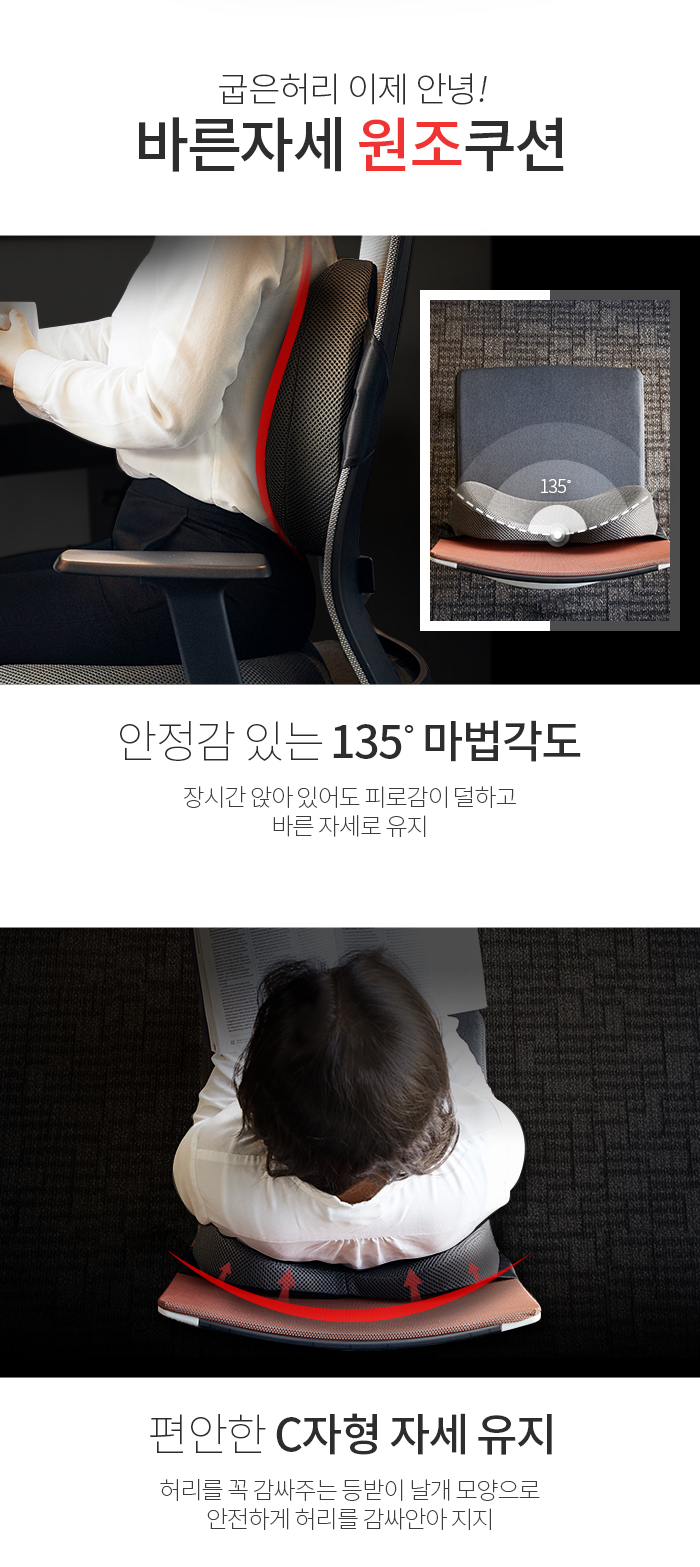 굽은허리 이제 안녕!
바른자세 원조쿠션
135°
안정감 있는 135° 마법각도
장시간 앉아 있어도 피로감이 덜하고
바른 자세로 유지
편안한 C자형 자세 유지
허리를 꼭 감싸주는 등받이 날개 모양으로
안전하게 허리를 감싸안아 지지